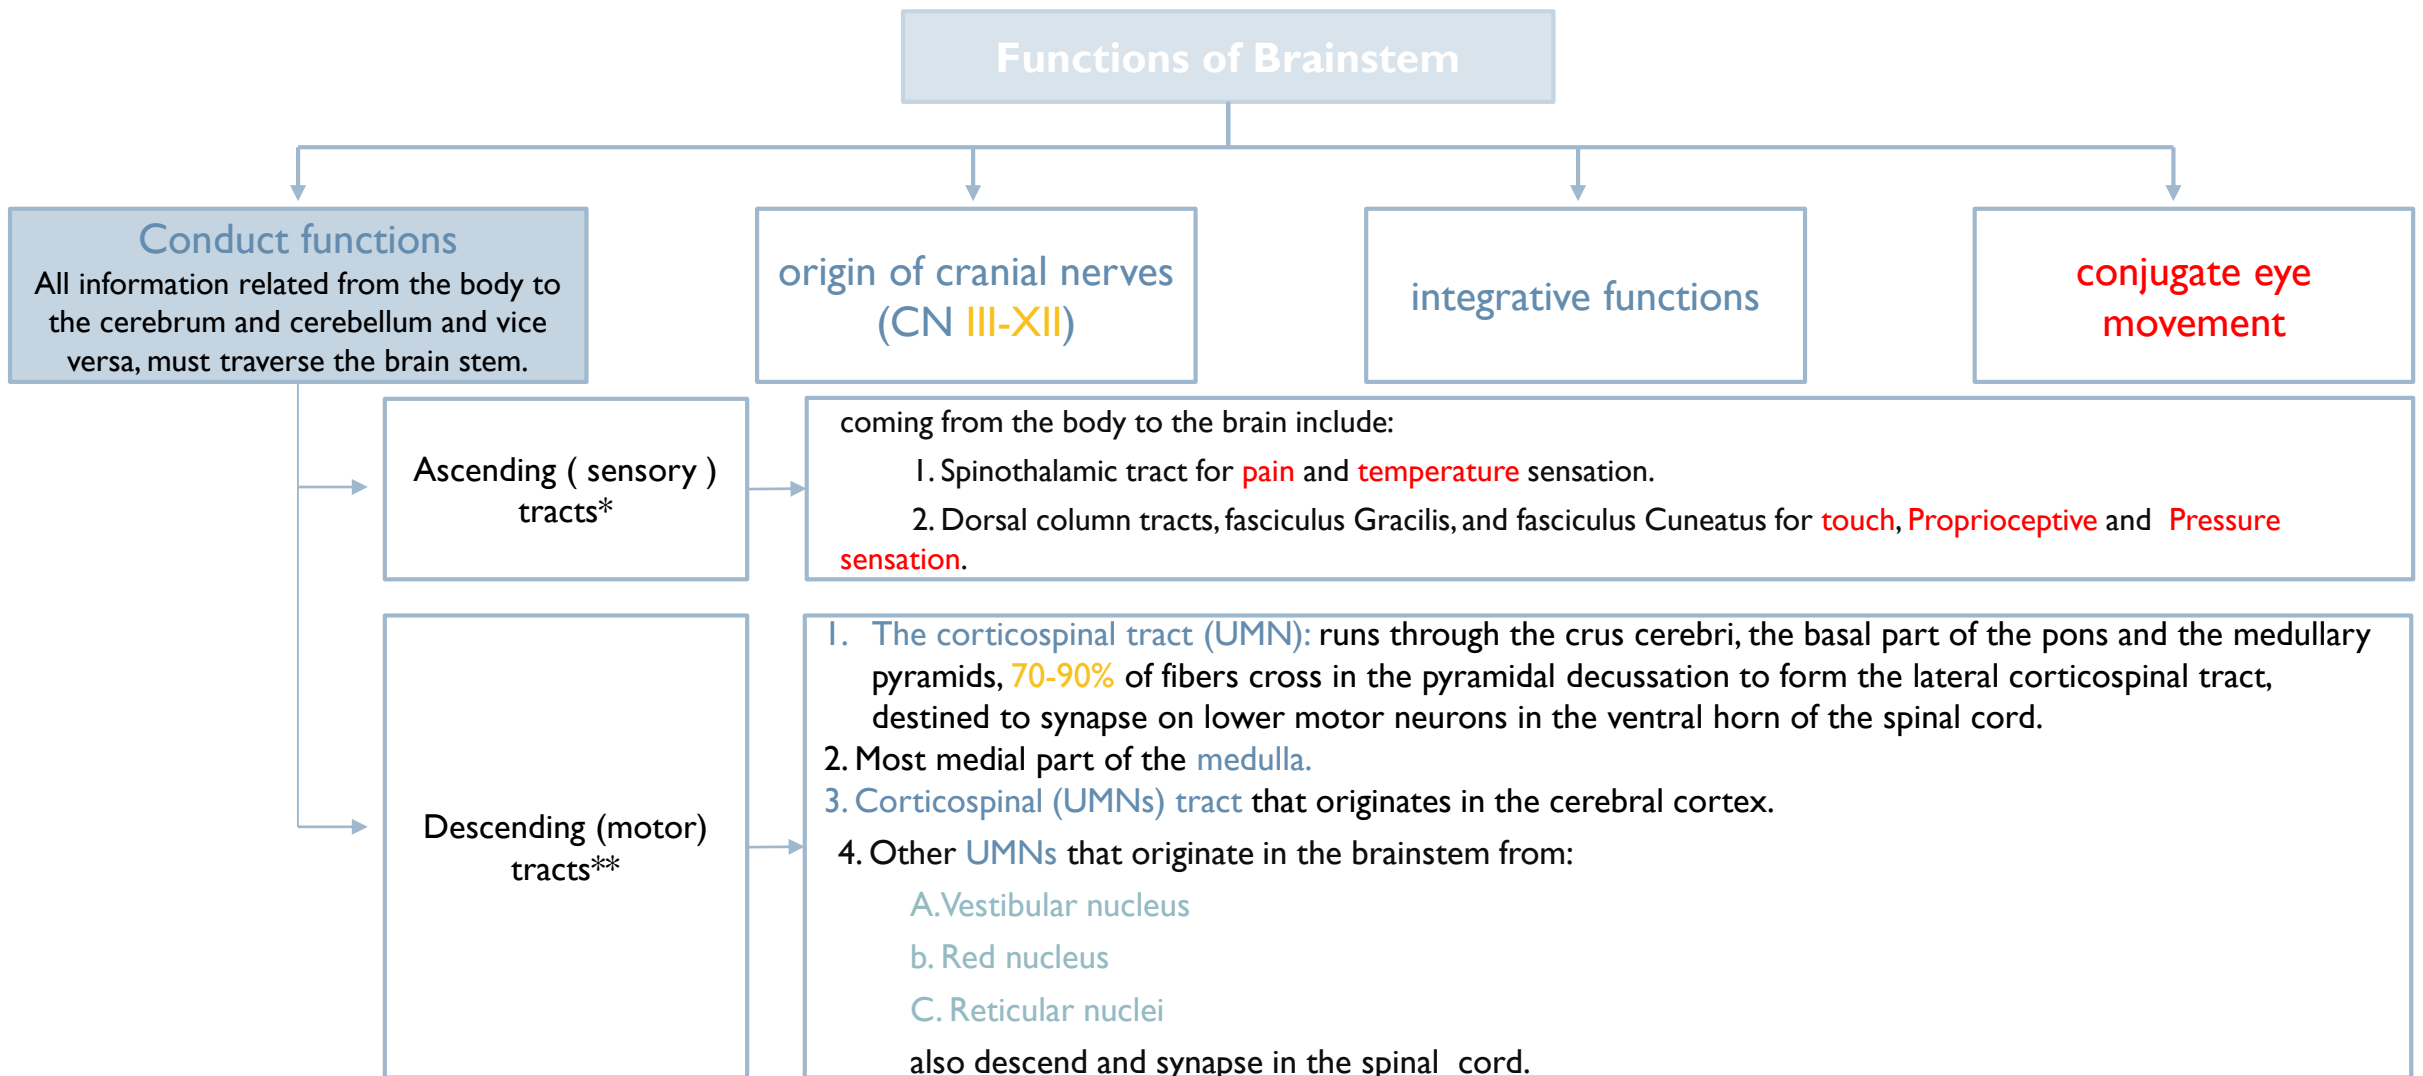 Functions of Brainstem
Conduct functions
All information related from the body to
the cerebrum and cerebellum and vice
versa, must traverse the brain stem.
origin of cranial nerves
(CN III-XII)
integrative functions
conjugate eye
movement
Ascending ( sensory )
tracts*
coming from the body to the brain include:
1. Spinothalamic tract for pain and temperature sensation.
2. Dorsal column tracts, fasciculus Gracilis, and fasciculus Cuneatus for touch, Proprioceptive and Pressure
sensation.
Descending (motor)
tracts**
1. The corticospinal tract (UMN): runs through the crus cerebri, the basal part of the pons and the medullary
pyramids, 70-90% of fibers cross in the pyramidal decussation to form the lateral corticospinal tract,
destined to synapse on lower motor neurons in the ventral horn of the spinal cord.
2. Most medial part of the medulla.
3. Corticospinal (UMNs) tract that originates in the cerebral cortex.
4. Other UMNs that originate in the brainstem from:
A. Vestibular nucleus
b. Red nucleus
C. Reticular nuclei
also descend and synapse in the spinal cord.